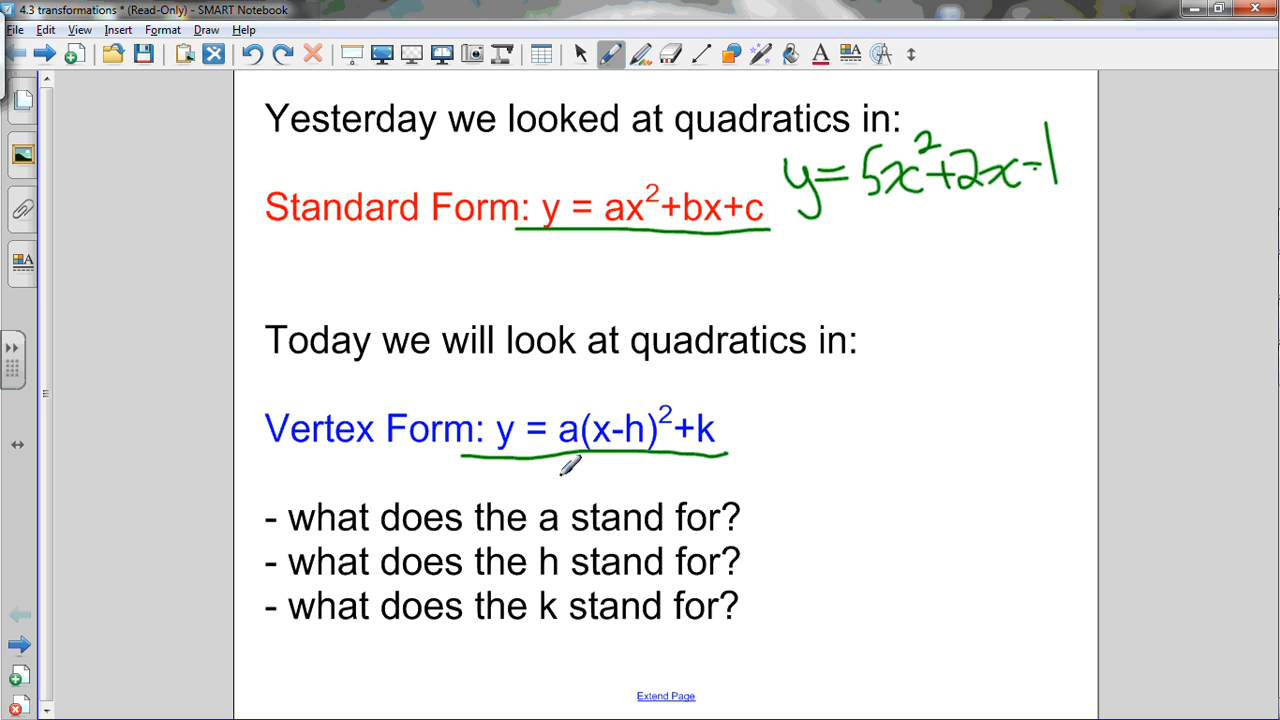 4.3 transformations * (Read-Only) - SMART Notebook
File Edit View Insert Format Draw Help
Yesterday we looked at quadratics in:
y=5x²+2x-1
Standard Form: y = ax²+bx+c
Today we will look at quadratics in:
Vertex Form: y = a(x-h)²+k
- what does the a stand for?
- what does the h stand for?
- what does the k stand for?
Extend Page